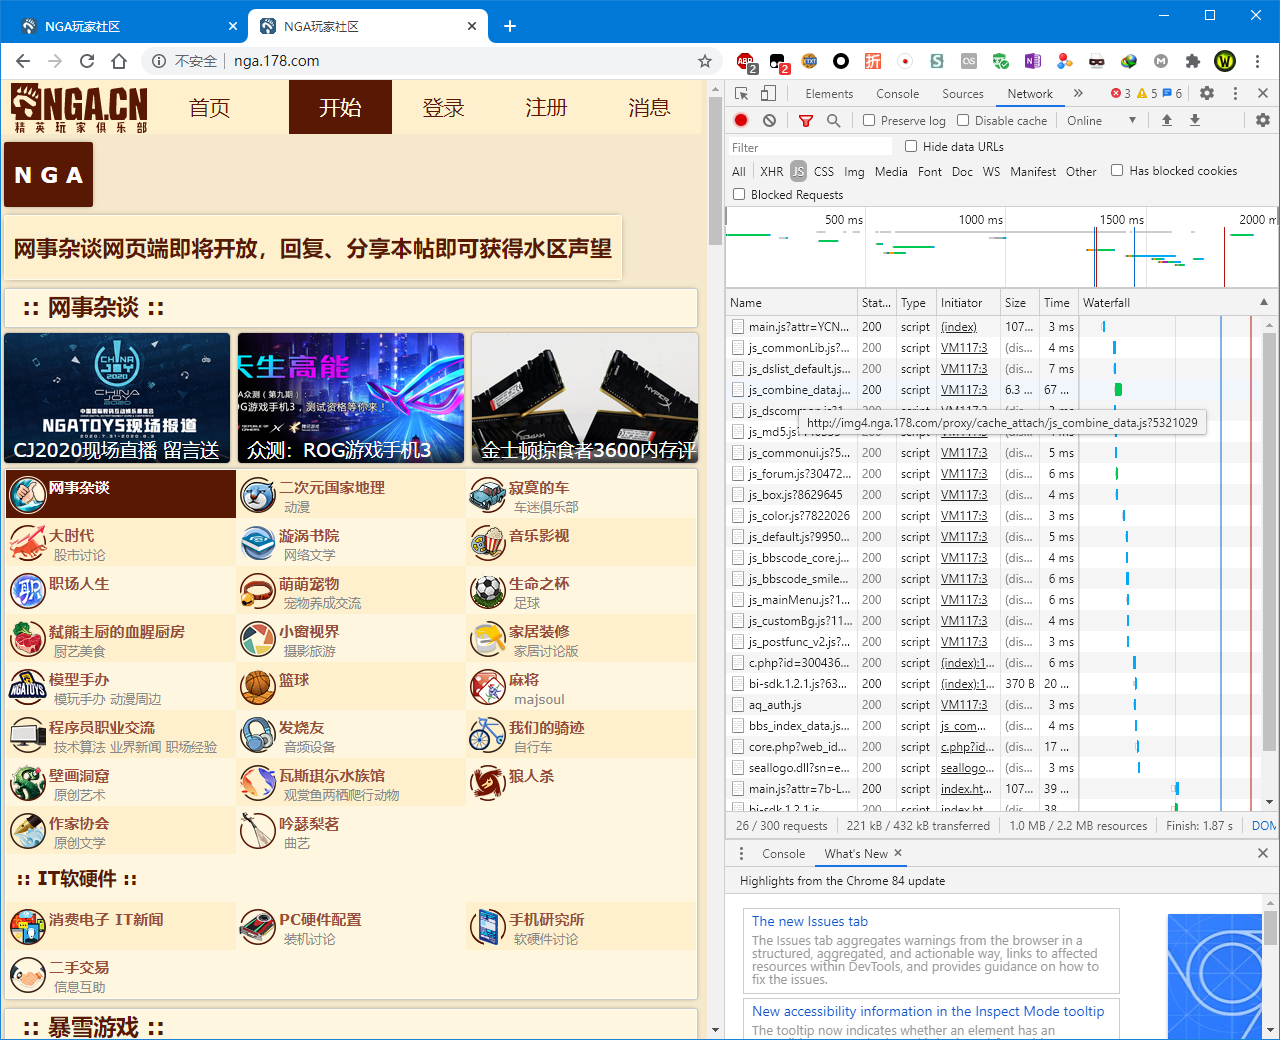 NGA玩家社区
NGA玩家社区
不安全 nga.178.com
NGA.CN
精英玩家俱乐部
首页 开始 登录 注册 消息
N G A
网事杂谈网页端即将开放，回复、分享本帖即可获得水区声望
:: 网事杂谈 ::
CHINA JOY 2020
NGATOYS现场报道
CJ2020现场直播 留言送
天生高能
众测：ROG游戏手机3
金士顿掠食者3600内存评
网事杂谈
二次元国家地理
动漫
寂寞的车
车迷俱乐部
大时代
股市讨论
漩涡书院
网络文学
音乐影视
职场人生
萌萌宠物
宠物养成交流
生命之杯
足球
弑熊主厨的血腥厨房
厨艺美食
小窗视界
摄影旅游
家居装修
家居讨论版
模型手办
模玩手办 动漫周边
篮球
麻将
majsoul
程序员职业交流
技术算法 业界新闻 职场经验
发烧友
音频设备
我们的骑迹
自行车
壁画洞窟
原创艺术
瓦斯琪尔水族馆
观赏鱼两栖爬行动物
狼人杀
作家协会
原创文学
吟瑟梨茗
曲艺
:: IT软硬件 ::
消费电子 IT新闻
PC硬件配置
装机讨论
手机研究所
软硬件讨论
二手交易
信息互助
:: 暴雪游戏 ::
Elements Console Sources Network » 3 5 6
Preserve log Disable cache Online
Filter Hide data URLs
All XHR JS CSS Img Media Font Doc WS Manifest Other Has blocked cookies
Blocked Requests
500 ms 1000 ms 1500 ms 2000 m
Name Stat... Type Initiator Size Time Waterfall
main.js?attr=YCN... 200 script (index) 107... 3 ms
js_commonLib.js?... 200 script VM117:3 (dis... 4 ms
js_dslist_default.js... 200 script VM117:3 (dis... 7 ms
js_combine_data.j... 200 script VM117:3 6.3 ... 67 ...
http://img4.nga.178.com/proxy/cache_attach/js_combine_data.js?5321029
js_commonui.js?5... 200 script VM117:3 (dis... 5 ms
js_forum.js?30472... 200 script VM117:3 (dis... 3 ms
js_box.js?8629645 200 script VM117:3 (dis... 4 ms
js_color.js?7822026 200 script VM117:3 (dis... 3 ms
js_default.js?9950... 200 script VM117:3 (dis... 5 ms
js_bbscode_core.j... 200 script VM117:3 (dis... 4 ms
js_bbscode_smile... 200 script VM117:3 (dis... 6 ms
js_mainMenu.js?1... 200 script VM117:3 (dis... 6 ms
js_customBg.js?11... 200 script VM117:3 (dis... 4 ms
js_postfunc_v2.js?... 200 script VM117:3 (dis... 3 ms
c.php?id=300436... 200 script (index):1... (dis... 6 ms
bi-sdk.1.2.1.js?63... 200 script (index):1... 370 B 20 ...
aq_auth.js 200 script VM117:3 (dis... 3 ms
bbs_index_data.js... 200 script js_com... (dis... 4 ms
core.php?web_id... 200 script c.php?id... (dis... 17 ...
seallogo.dll?sn=e... 200 script seallogo... (dis... 3 ms
main.js?attr=7b-L... 200 script index.ht... 107... 39 ...
bi-sdk.1.2.1.js 200 script index.ht... (dis... 38 ...
26 / 300 requests 221 kB / 432 kB transferred 1.0 MB / 2.2 MB resources Finish: 1.87 s DOM
Console What's New
Highlights from the Chrome 84 update
The new Issues tab
The Issues tab aggregates warnings from the browser in a
structured, aggregated, and actionable way, links to affected
resources within DevTools, and provides guidance on how to
fix the issues.
New accessibility information in the Inspect Mode tooltip
The tooltip now indicates whether an element has an